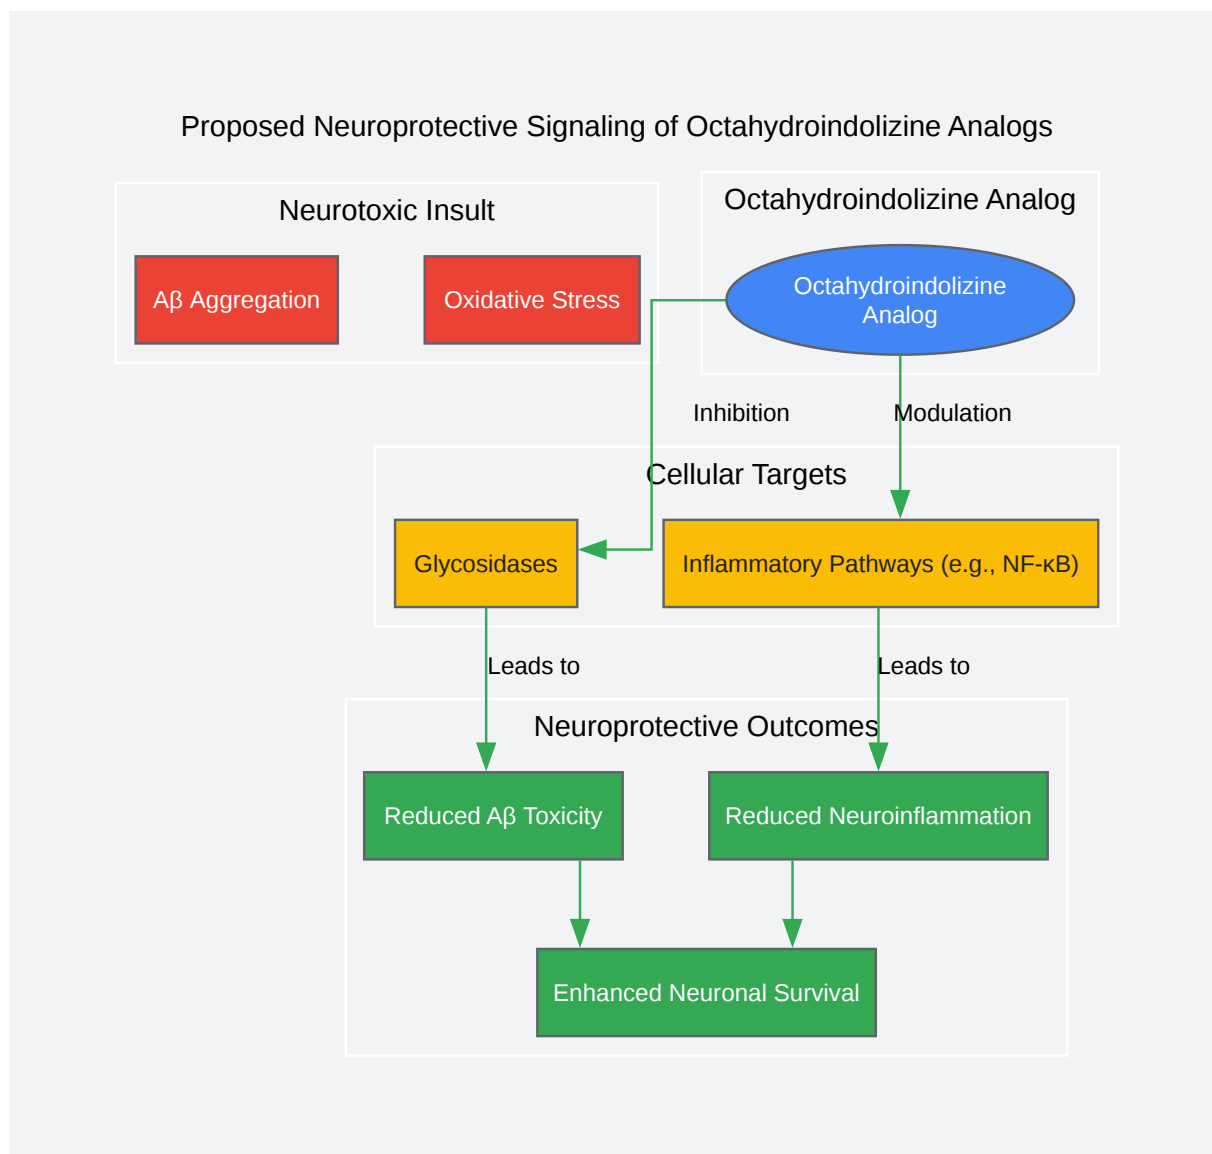 Proposed Neuroprotective Signaling of Octahydroindolizine Analogs
Neurotoxic Insult
Octahydroindolizine Analog
Aβ Aggregation
Oxidative Stress
Octahydroindolizine
Analog
Inhibition
Modulation
Cellular Targets
Glycosidases
Inflammatory Pathways (e.g., NF-κB)
Leads to
Leads to
Neuroprotective Outcomes
Reduced Aβ Toxicity
Reduced Neuroinflammation
Enhanced Neuronal Survival